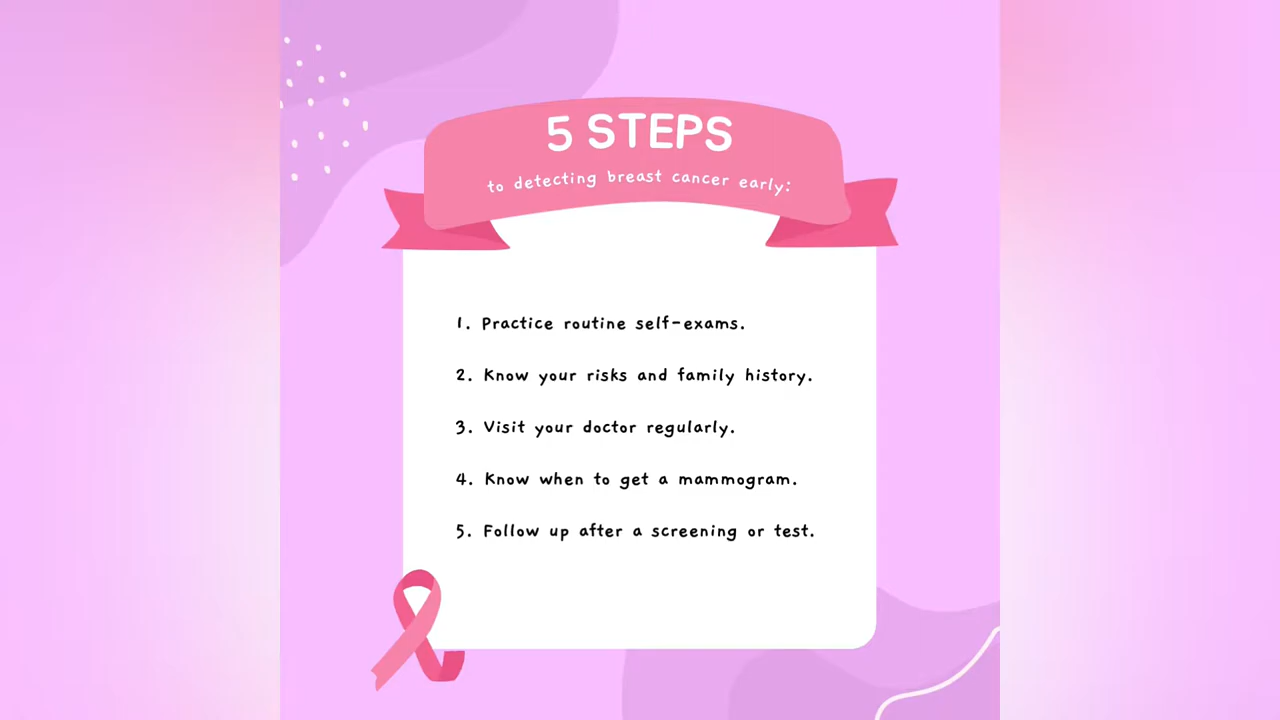 5 STEPS
to detecting breast cancer early:
1. Practice routine self-exams.
2. Know your risks and family history.
3. Visit your doctor regularly.
4. Know when to get a mammogram.
5. Follow up after a screening or test.